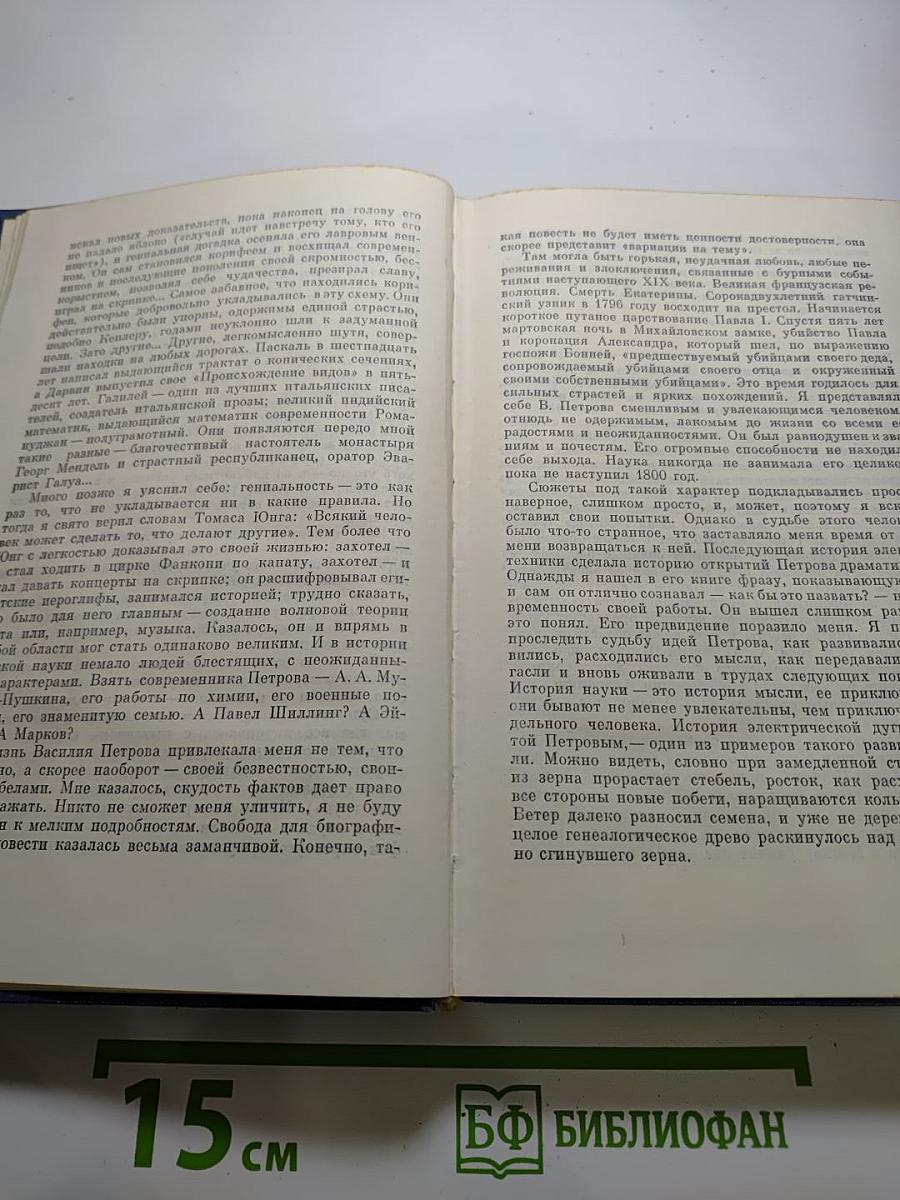 искал новых доказательств, пока наконец на голову его
не падало яблоко («случай идет навстречу тому, кто его
ищет»), и гениальная догадка осеняла его лавровым вен-
ком. Он сам становился корифеем и восхищал современ-
ников и последующие поколения своей скромностью, бес-
корыстием, позволял себе чудачества, презирал славу,
играл на скрипке... Самое забавное, что находились кори-
феи, которые добровольно укладывались в эту схему. Они
действительно были упорны, одержимы единой страстью,
подобно Кеплеру, годами неуклонно шли к задуманной
цели. Зато другие... Другие, легкомысленно шутя, совер-
шали находки на любых дорогах. Паскаль в шестнадцать
лет написал выдающийся трактат о конических сечениях,
а Дарвин выпустил свое «Происхождение видов» в пять-
десят лет. Галилей — один из лучших итальянских писа-
телей, создатель итальянской прозы; великий индийский
математик, выдающийся математик современности Рома-
нуджан — полуграмотный. Они появляются передо мной
такие разные — благочестивый настоятель монастыря
Георг Мендель и страстный республиканец, оратор Эва-
рист Галуа...
Много позже я уяснил себе: гениальность — это как
раз то, что не укладывается ни в какие правила. Но
тогда я свято верил словам Томаса Юнга: «Всякий чело-
век может сделать то, что делают другие». Тем более что
Юнг с легкостью доказывал это своей жизнью: захотел —
стал ходить в цирке Франкони по канату, захотел — и
стал давать концерты на скрипке; он расшифровывал еги-
тские иероглифы, занимался историей; трудно сказать,
о было для него главным — создание волновой теории
та или, например, музыка. Казалось, он и впрямь в
бой области мог стать одинаково великим. И в истории
ской науки немало людей блестящих, с неожиданны-
арактерами. Взять современника Петрова — А. А. Му-
-Пушкина, его работы по химии, его военные по-
, его знаменитую семью. А Павел Шиллинг? А Эй-
А Марков?
знь Василия Петрова привлекала меня не тем, что
но, а скорее наоборот — своей безвестностью, свои-
белами. Мне казалось, скудость фактов дает право
ражать. Никто не сможет меня уличить, я не буду
н к мелким подробностям. Свобода для биографи-
овести казалась весьма заманчивой. Конечно, та-
кая повесть не будет иметь ценности достоверности, она
скорее представит «вариации на тему».
Там могла быть горькая, неудачная любовь, любые пе-
реживания и злоключения, связанные с бурными собы-
тиями наступающего XIX века. Великая французская ре-
волюция. Смерть Екатерины. Сорокадвухлетний гатчин-
ский узник в 1796 году восходит на престол. Начинается
короткое путаное царствование Павла I. Спустя пять лет
мартовская ночь в Михайловском замке, убийство Павла
и коронация Александра, который шел, по выражению
госпожи Бонней, «предшествуемый убийцами своего деда,
сопровождаемый убийцами своего отца и окруженный
своими собственными убийцами». Это время годилось для
сильных страстей и ярких похождений. Я представлял
себе В. Петрова смешливым и увлекающимся человеком,
отнюдь не одержимым, лакомым до жизни со всеми е
радостями и неожиданностями. Он был равнодушен к зва
ниям и почестям. Его огромные способности не находил
себе выхода. Наука никогда не занимала его целико
пока не наступил 1800 год.
Сюжеты под такой характер подкладывались прос
наверное, слишком просто, и, может, поэтому я вск
оставил свои попытки. Однако в судьбе этого чело
было что-то странное, что заставляло меня время от
мени возвращаться к ней. Последующая история элек
техники сделала историю открытий Петрова драмати
Однажды я нашел в его книге фразу, показывающую
и сам он отлично сознавал — как бы это назвать? — н
временность своей работы. Он вышел слишком ра
это понял. Его предвидение поразило меня. Я п
проследить судьбу идей Петрова, как развивалис
вились, расходились его мысли, как передавали
гасли и вновь оживали в трудах следующих пок
История науки — это история мысли, ее приклю
они бывают не менее увлекательны, чем приключ
дельного человека. История электрической дуг
той Петровым,— один из примеров такого разви
ли. Можно видеть, словно при замедленной съ
из зерна прорастает стебель, росток, как расх
все стороны новые побеги, наращиваются коль
Ветер далеко разносил семена, и уже не дере
целое генеалогическое древо раскинулось над
но сгинувшего зерна.
15 см
БФ БИБЛИОФАН